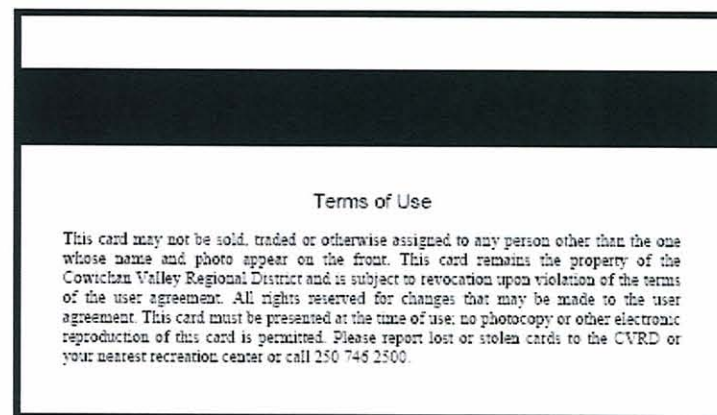 Terms of Use
This card may not be sold, traded or otherwise assigned to any person other than the one
whose name and photo appear on the front. This card remains the property of the
Cowichan Valley Regional District and is subject to revocation upon violation of the terms
of the user agreement. All rights reserved for changes that may be made to the user
agreement. This card must be presented at the time of use; no photocopy or other electronic
reproduction of this card is permitted. Please report lost or stolen cards to the CVRD or
your nearest recreation center or call 250 746 2500.